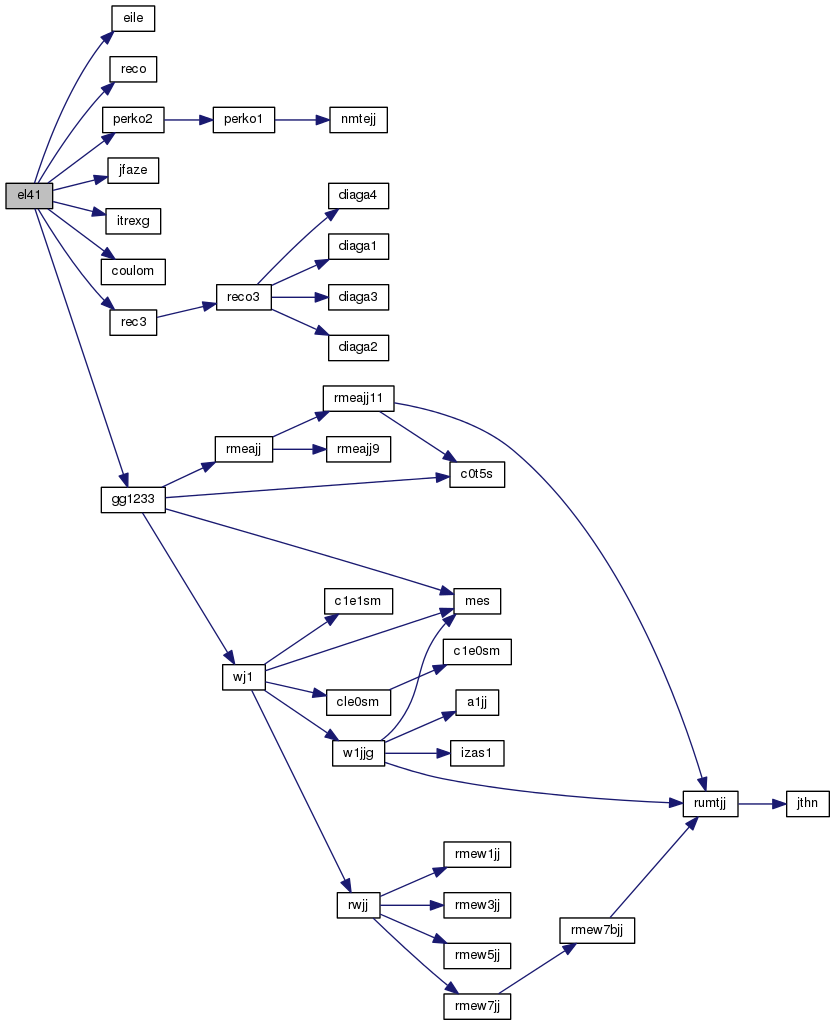 eile
reco
perko2
perko1
nmtejj
jfaze
el41
itrexg
coulom
rec3
reco3
diaga4
diaga1
diaga3
diaga2
rmeajj11
rmeajj
rmeajj9
c0t5s
gg1233
c1e1sm
mes
c1e0sm
wj1
cle0sm
a1jj
w1jjg
izas1
rumtjj
jthn
rmew1jj
rwjj
rmew3jj
rmew7bjj
rmew5jj
rmew7jj